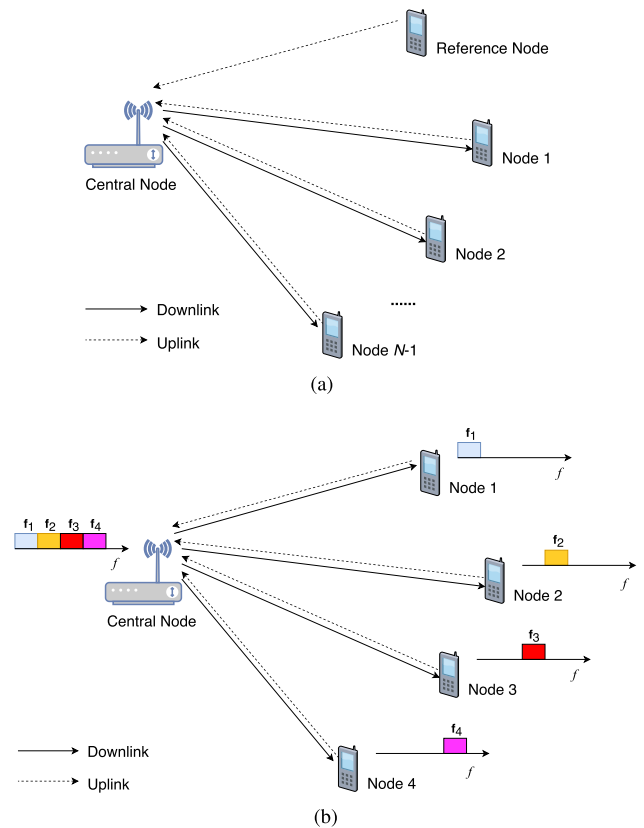 Reference Node
Node 1
Central Node
Node 2
......
Downlink
Uplink
Node N-1
(a)
f1
f
Node 1
f1 f2 f3 f4
f
f2
f
Node 2
Central Node
f3
f
Node 3
f4
f
Downlink
Uplink
Node 4
(b)